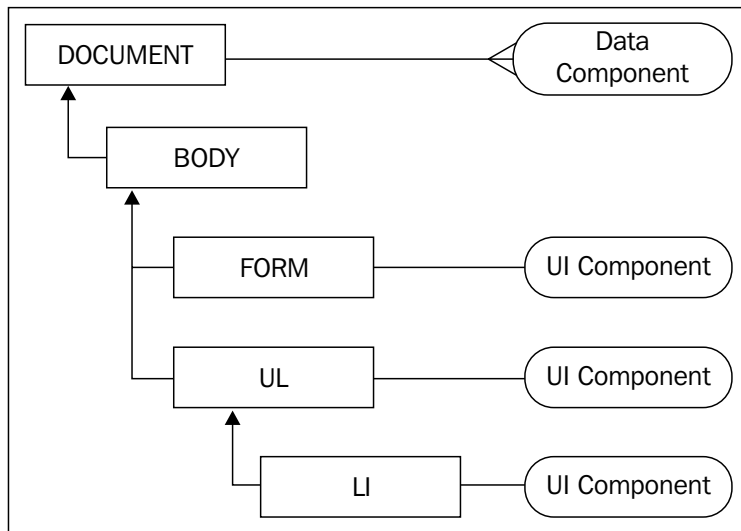 DOCUMENT
Data
Component
BODY
FORM
UI Component
UL
UI Component
LI
UI Component